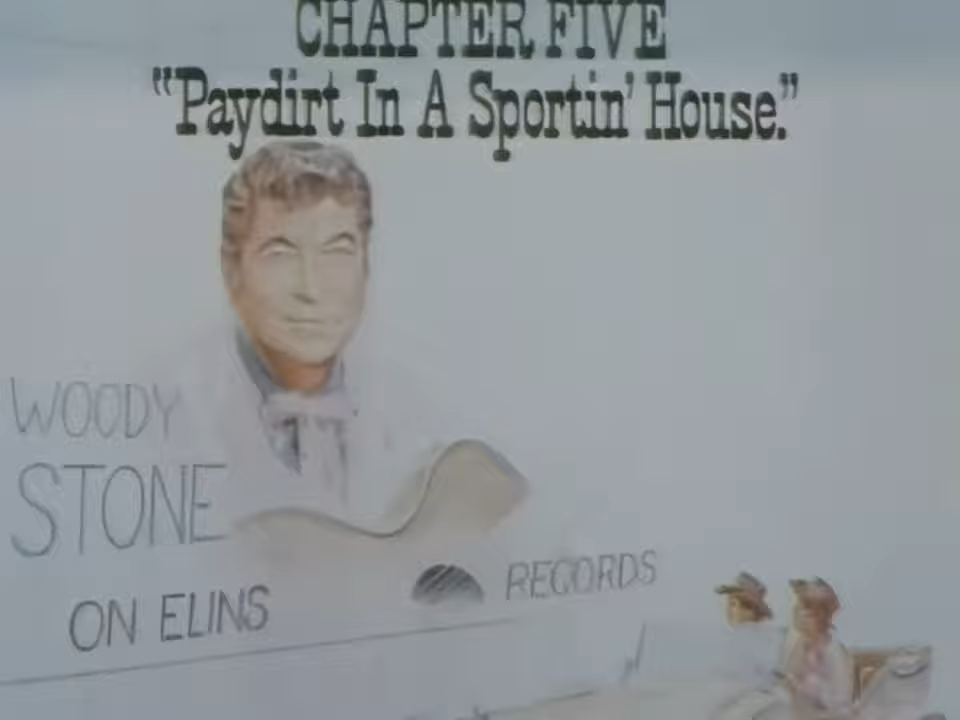 CHAPTER FIVE
"Paydirt In A Sportin' House."
WOODY
STONE
ON ELINS
RECORDS